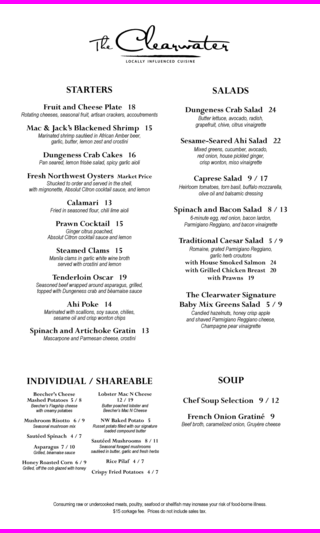 The Clearwater
LOCALLY INFLUENCED CUISINE
STARTERS
Fruit and Cheese Plate 18
Rotating cheeses, seasonal fruit, artisan crackers, accoutrements
Mac & Jack's Blackened Shrimp 15
Marinated shrimp sautéed in African Amber beer,
garlic, butter, lemon zest and crostini
Dungeness Crab Cakes 16
Pan seared, lemon frisée salad, spicy garlic aioli
Fresh Northwest Oysters Market Price
Shucked to order and served in the shell,
with mignonette, Absolut Citron cocktail sauce, and lemon
Calamari 13
Fried in seasoned flour, chili lime aioli
Prawn Cocktail 15
Ginger citrus poached,
Absolut Citron cocktail sauce and lemon
Steamed Clams 15
Manila clams in garlic white wine broth
served with crostini and lemon
Tenderloin Oscar 19
Seasoned beef wrapped around asparagus, grilled,
topped with Dungeness crab and béarnaise sauce
Ahi Poke 14
Marinated with scallions, soy sauce, chilies,
sesame oil and crisp wonton chips
Spinach and Artichoke Gratin 13
Mascarpone and Parmesan cheese, crostini
SALADS
Dungeness Crab Salad 24
Butter lettuce, avocado, radish,
grapefruit, chive, citrus vinaigrette
Sesame-Seared Ahi Salad 22
Mixed greens, cucumber, avocado,
red onion, house pickled ginger,
crisp wonton, miso vinaigrette
Caprese Salad 9 / 17
Heirloom tomatoes, torn basil, buffalo mozzarella,
olive oil and balsamic dressing
Spinach and Bacon Salad 8 / 13
6-minute egg, red onion, bacon lardon,
Parmigiano Reggiano, and bacon vinaigrette
Traditional Caesar Salad 5 / 9
Romaine, grated Parmigiano Reggiano,
garlic herb croutons
with House Smoked Salmon 24
with Grilled Chicken Breast 20
with Prawns 19
The Clearwater Signature
Baby Mix Greens Salad 5 / 9
Candied hazelnuts, honey crisp apple
and shaved Parmigiano Reggiano cheese,
Champagne pear vinaigrette
INDIVIDUAL / SHAREABLE
Beecher's Cheese
Mashed Potatoes 5 / 8
Beecher's Flagship cheese
with creamy potatoes
Mushroom Risotto 6 / 9
Seasonal mushroom mix
Sautéed Spinach 4 / 7
Asparagus 7 / 10
Grilled, béarnaise sauce
Honey Roasted Corn 6 / 9
Grilled, off the cob glazed with honey
Lobster Mac N Cheese
12 / 19
Butter poached lobster and
Beecher's Mac N Cheese
NW Baked Potato 5
Russet potato filled with our signature
loaded compound butter
Sautéed Mushrooms 8 / 11
Seasonal foraged mushrooms
sautéed in butter, garlic and fresh herbs
Rice Pilaf 4 / 7
Crispy Fried Potatoes 4 / 7
SOUP
Chef Soup Selection 9 / 12
French Onion Gratiné 9
Beef broth, caramelized onion, Gruyère cheese
Consuming raw or undercooked meats, poultry, seafood or shellfish may increase your risk of food-borne illness.
$15 corkage fee. Prices do not include sales tax.